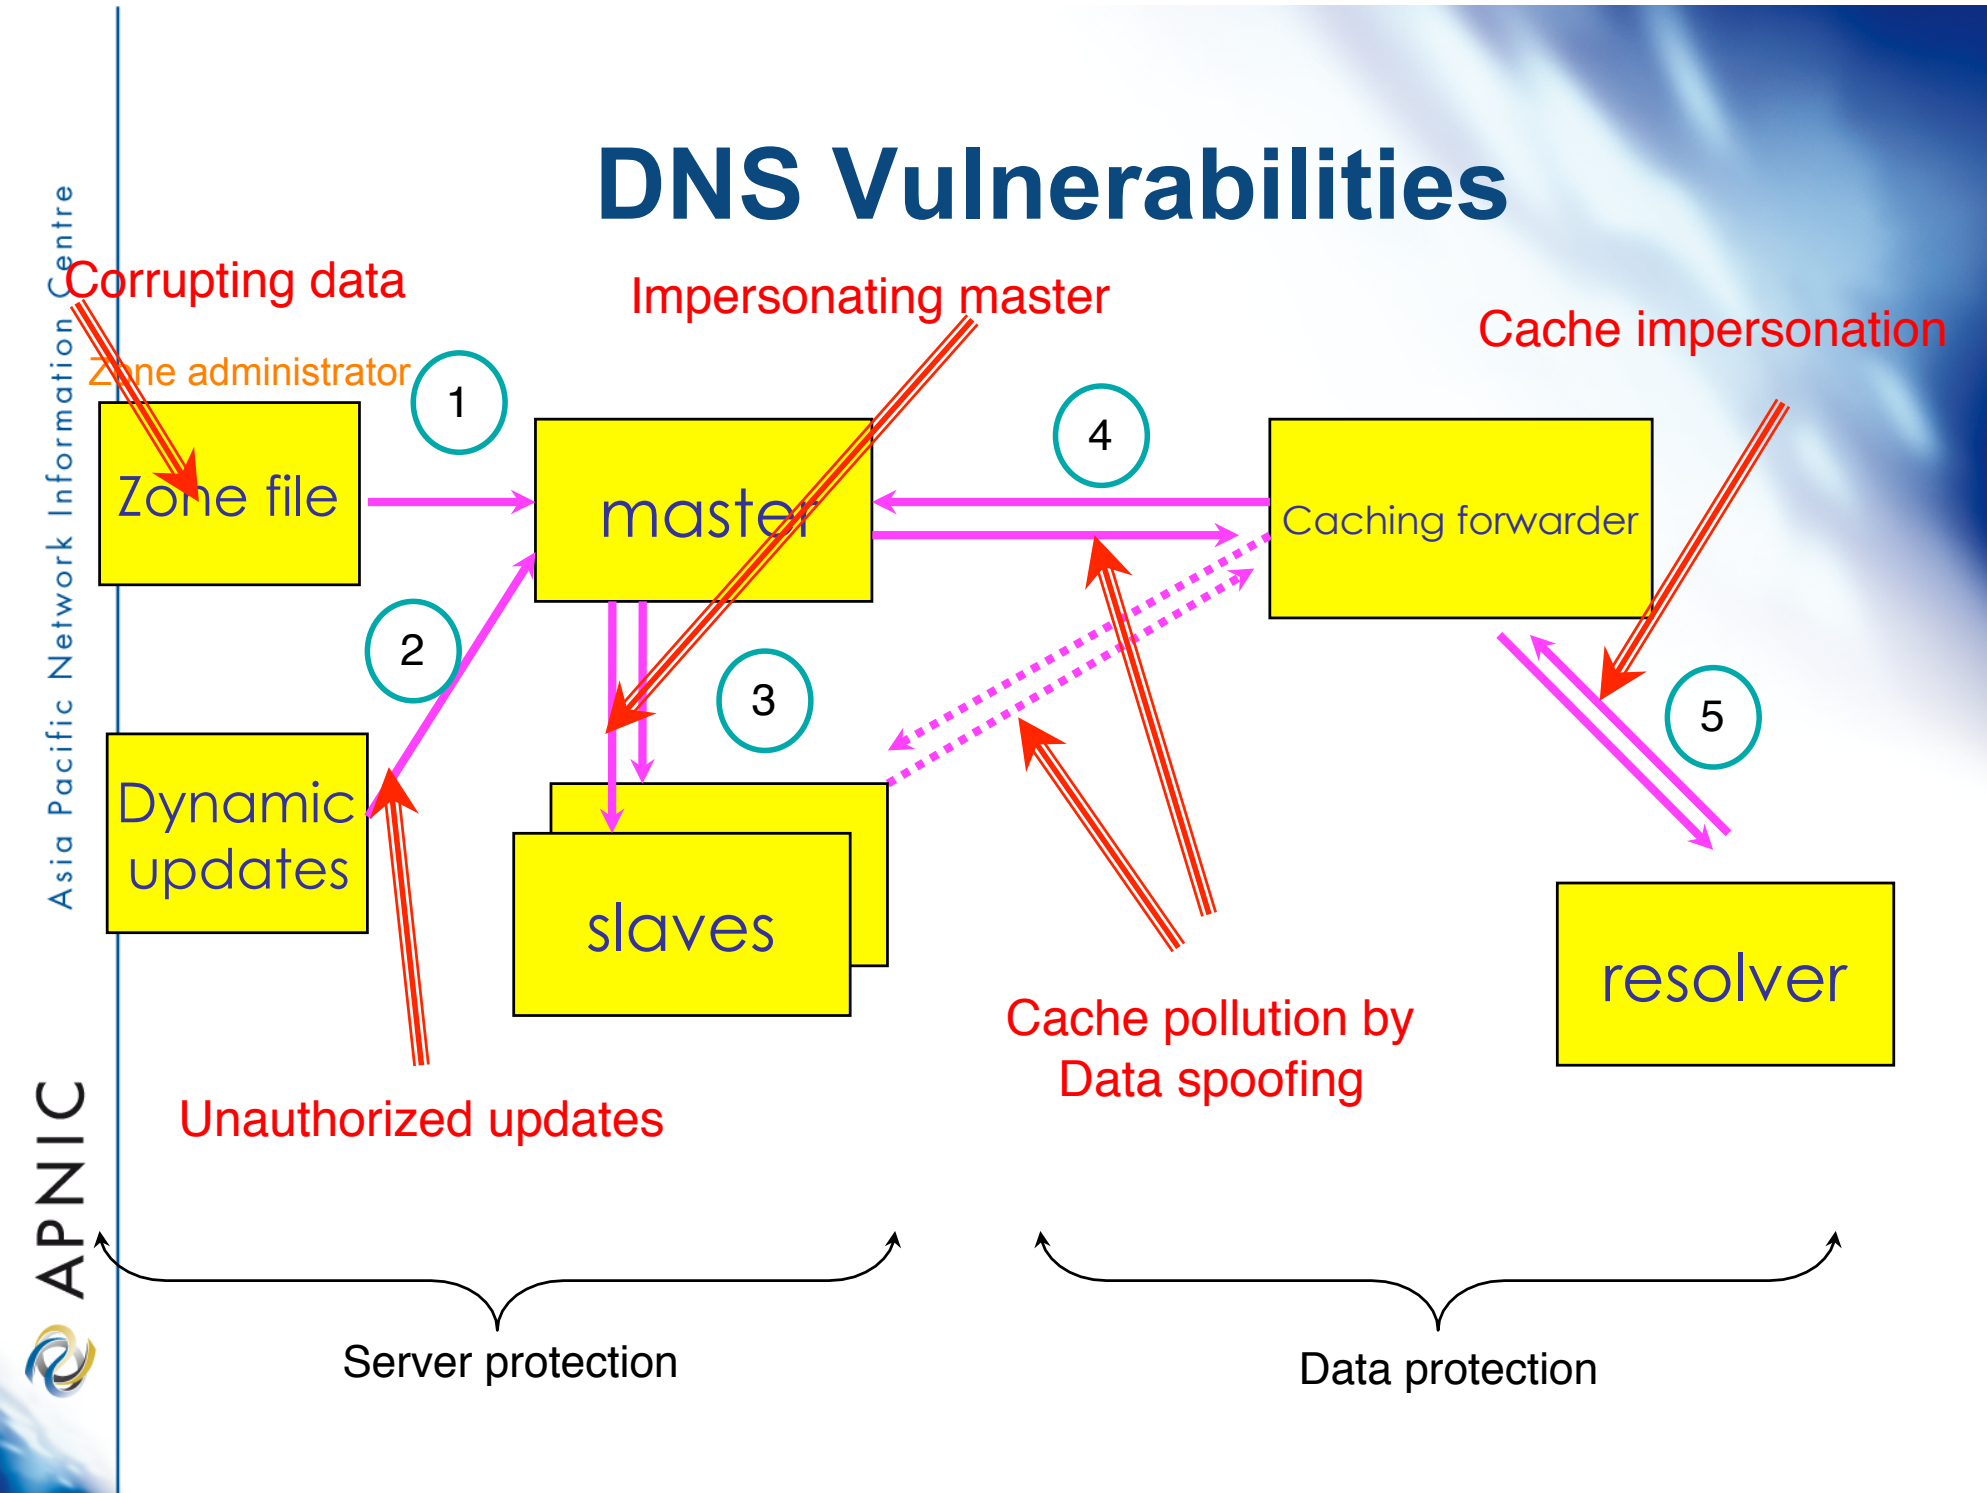 DNS Vulnerabilities
Corrupting data
Impersonating master
Cache impersonation
Zone administrator
1
4
Zone file
master
Caching forwarder
2
3
5
Dynamic
updates
slaves
resolver
Cache pollution by
Data spoofing
Unauthorized updates
Server protection
Data protection
Asia Pacific Network Information Centre
APNIC